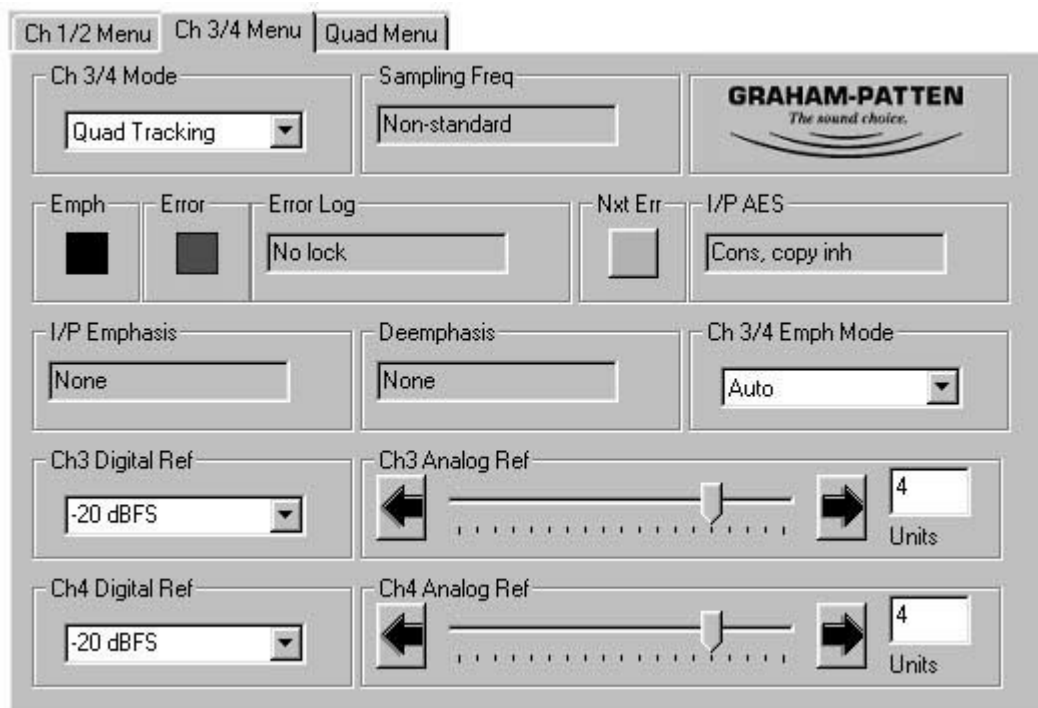 Ch 1/2 Menu
Ch 3/4 Menu
Quad Menu
Ch 3/4 Mode
Quad Tracking
Sampling Freq
Non-standard
GRAHAM-PATTEN
The sound choice.
Emph
Error
Error Log
No lock
Nxt Err
I/P AES
Cons, copy inh
I/P Emphasis
None
Deemphasis
None
Ch 3/4 Emph Mode
Auto
Ch3 Digital Ref
-20 dBFS
Ch3 Analog Ref
4
Units
Ch4 Digital Ref
-20 dBFS
Ch4 Analog Ref
4
Units